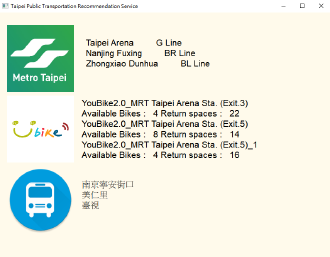 Taipei Public Transportation Recommendation Service
Metro Taipei
Taipei Arena G Line
Nanjing Fuxing BR Line
Zhongxiao Dunhua BL Line
Ubike
YouBike2.0_MRT Taipei Arena Sta. (Exit.3)
Available Bikes : 4 Return spaces : 22
YouBike2.0_MRT Taipei Arena Sta. (Exit.5)
Available Bikes : 8 Return spaces : 14
YouBike2.0_MRT Taipei Arena Sta. (Exit.5)_1
Available Bikes : 4 Return spaces : 16
南京寧安街口
美仁里
臺視